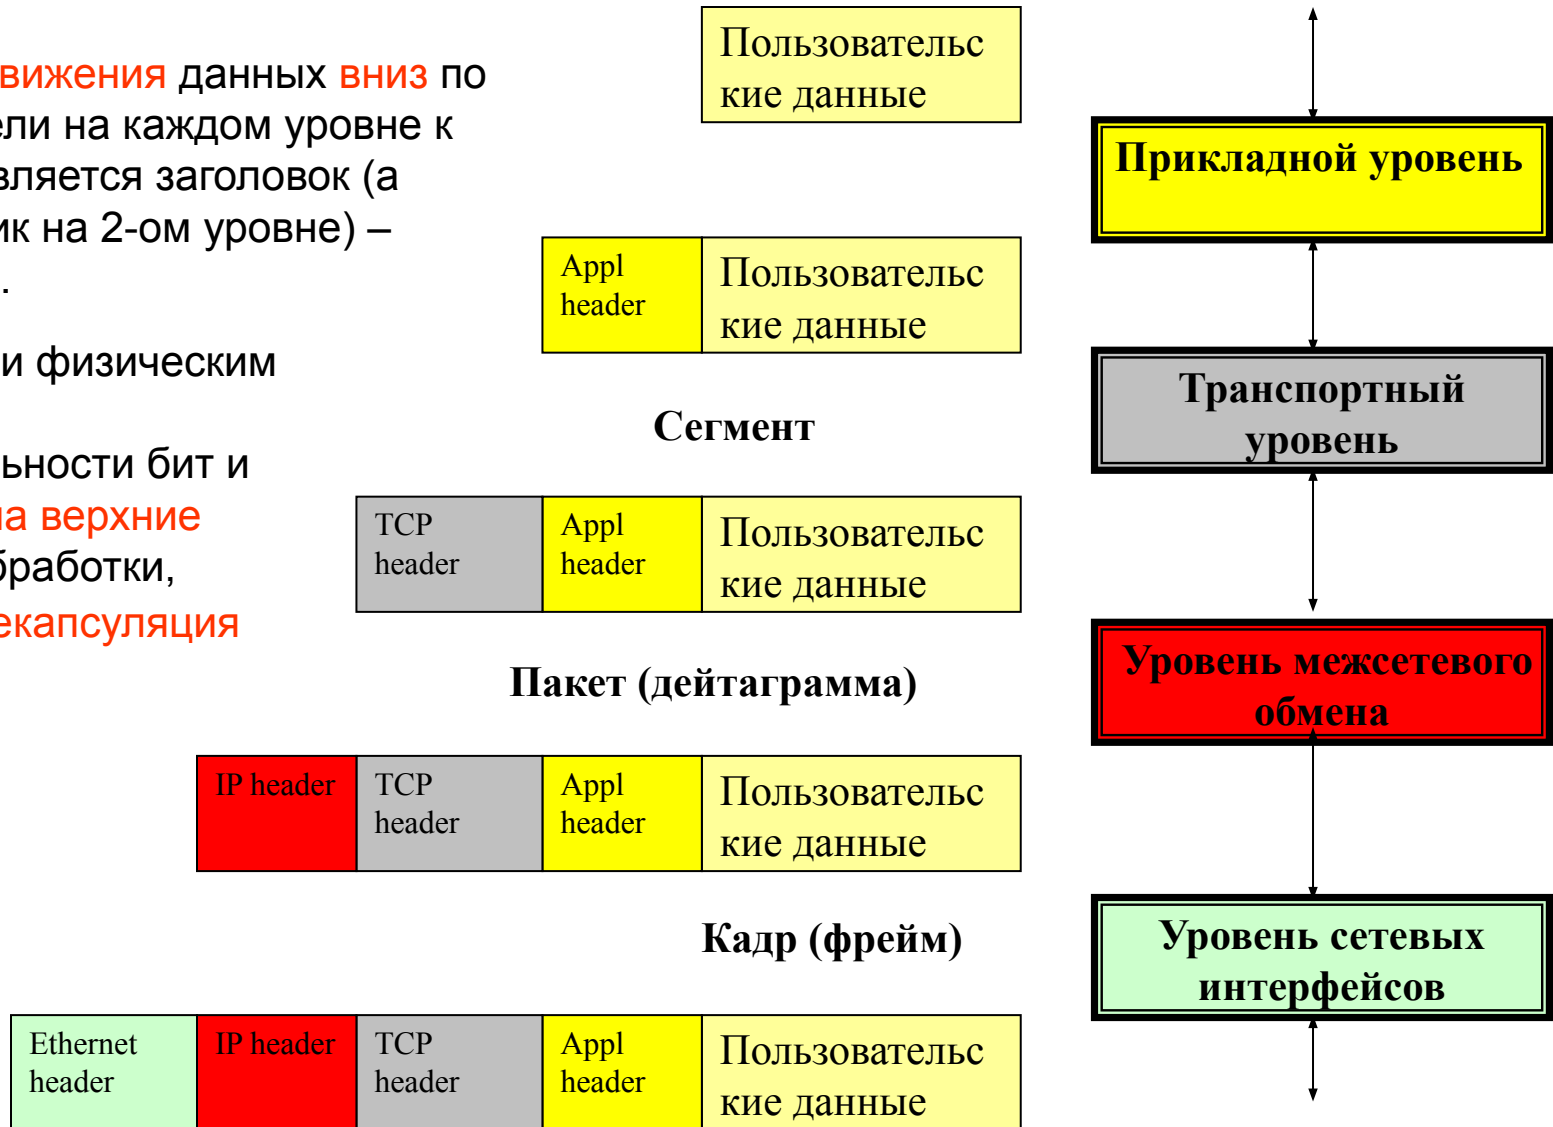 вижения данных вниз по
ели на каждом уровне к
вляется заголовок (а
ик на 2-ом уровне) –
.
и физическим
ьности бит и
на верхние
бработки,
екапсуляция
Пользовательс
кие данные
Прикладной уровень
Appl
header
Пользовательс
кие данные
Транспортный
уровень
Сегмент
TCP
header
Appl
header
Пользовательс
кие данные
Уровень межсетевого
обмена
Пакет (дейтаграмма)
IP header
TCP
header
Appl
header
Пользовательс
кие данные
Уровень сетевых
интерфейсов
Кадр (фрейм)
Ethernet
header
IP header
TCP
header
Appl
header
Пользовательс
кие данные